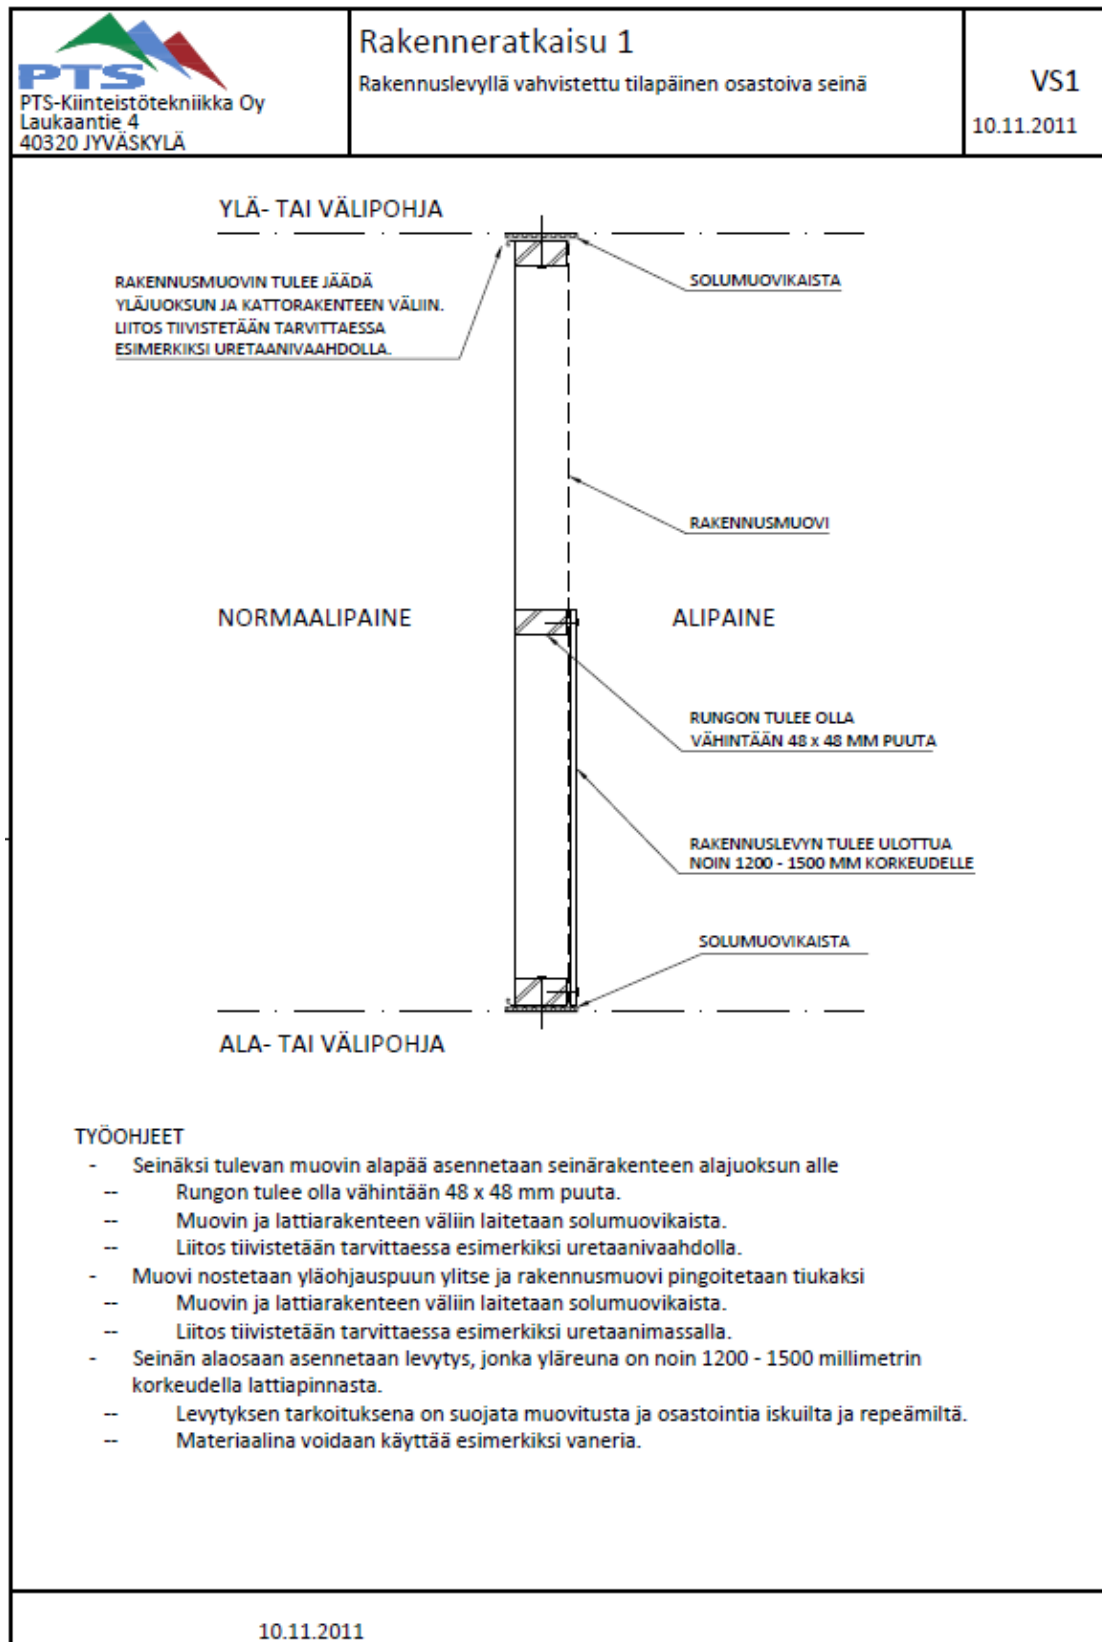 PTS
PTS-Kiinteistötekniikka Oy
Laukaantie 4
40320 JYVÄSKYLÄ
Rakenneratkaisu 1
Rakennuslevyllä vahvistettu tilapäinen osastoiva seinä
VS1
10.11.2011
YLÄ- TAI VÄLIPOHJA
RAKENNUSMUOVIN TULEE JÄÄDÄ
YLÄJUOKSUN JA KATTORAKENTEEN VÄLIIN.
LIITOS TIIVISTETÄÄN TARVITTAESSA
ESIMERKIKSI URETAANIVAAHDOLLA.
SOLUMUOVIKAISTA
RAKENNUSMUOVI
NORMAALIPAINE
ALIPAINE
RUNGON TULEE OLLA
VÄHINTÄÄN 48 x 48 MM PUUTA
RAKENNUSLEVYN TULEE ULOTTUA
NOIN 1200 - 1500 MM KORKEUDELLE
SOLUMUOVIKAISTA
ALA- TAI VÄLIPOHJA
TYÖOHJEET
- Seinäksi tulevan muovin alapää asennetaan seinärakenteen alajuoksun alle
-- Rungon tulee olla vähintään 48 x 48 mm puuta.
-- Muovin ja lattiarakenteen väliin laitetaan solumuovikaista.
-- Liitos tiivistetään tarvittaessa esimerkiksi uretaanivaahdolla.
- Muovi nostetaan yläohjauspuun ylitse ja rakennusmuovi pingoitetaan tiukaksi
-- Muovin ja lattiarakenteen väliin laitetaan solumuovikaista.
-- Liitos tiivistetään tarvittaessa esimerkiksi uretaanimassalla.
- Seinän alaosaan asennetaan levytys, jonka yläreuna on noin 1200 - 1500 millimetrin
korkeudella lattiapinnasta.
-- Levytyksen tarkoituksena on suojata muovitusta ja osastointia iskuilta ja repeämiltä.
-- Materiaalina voidaan käyttää esimerkiksi vaneria.
10.11.2011